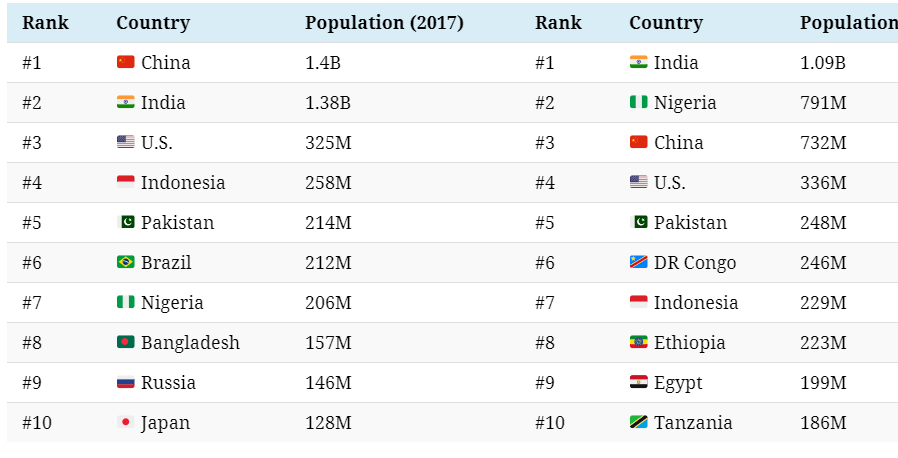 Rank Country Population (2017) Rank Country Population
#1 China 1.4B #1 India 1.09B
#2 India 1.38B #2 Nigeria 791M
#3 U.S. 325M #3 China 732M
#4 Indonesia 258M #4 U.S. 336M
#5 Pakistan 214M #5 Pakistan 248M
#6 Brazil 212M #6 DR Congo 246M
#7 Nigeria 206M #7 Indonesia 229M
#8 Bangladesh 157M #8 Ethiopia 223M
#9 Russia 146M #9 Egypt 199M
#10 Japan 128M #10 Tanzania 186M